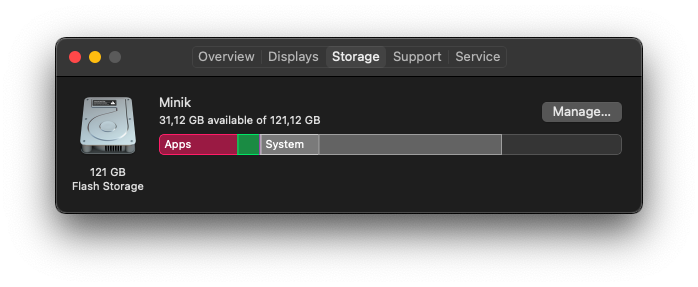 Overview Displays Storage Support Service
Minik
31,12 GB available of 121,12 GB
Manage...
Apps System
121 GB
Flash Storage